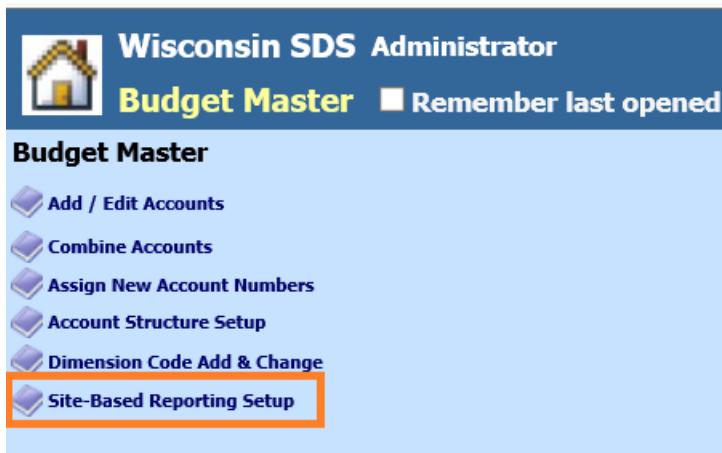 Wisconsin SDS Administrator
Budget Master Remember last opened
Budget Master
Add / Edit Accounts
Combine Accounts
Assign New Account Numbers
Account Structure Setup
Dimension Code Add & Change
Site-Based Reporting Setup